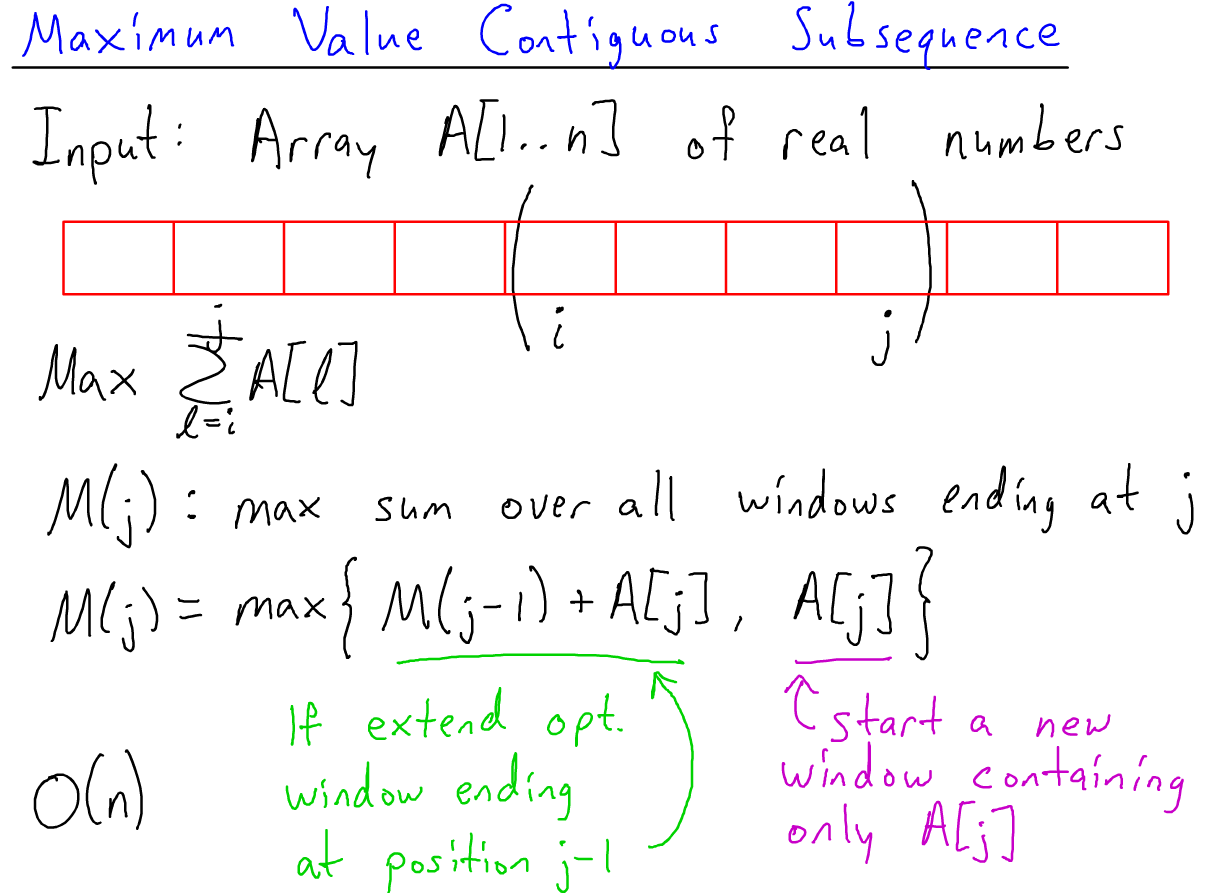 Maximum Value Contiguous Subsequence
Input: Array A[1..n] of real numbers
i j
Max ∑_{l=i}^{j} A[l]
M(j): max sum over all windows ending at j
M(j) = max{ M(j-1) + A[j], A[j] }
If extend opt.
window ending
at position j-1
start a new
window containing
only A[j]
O(n)